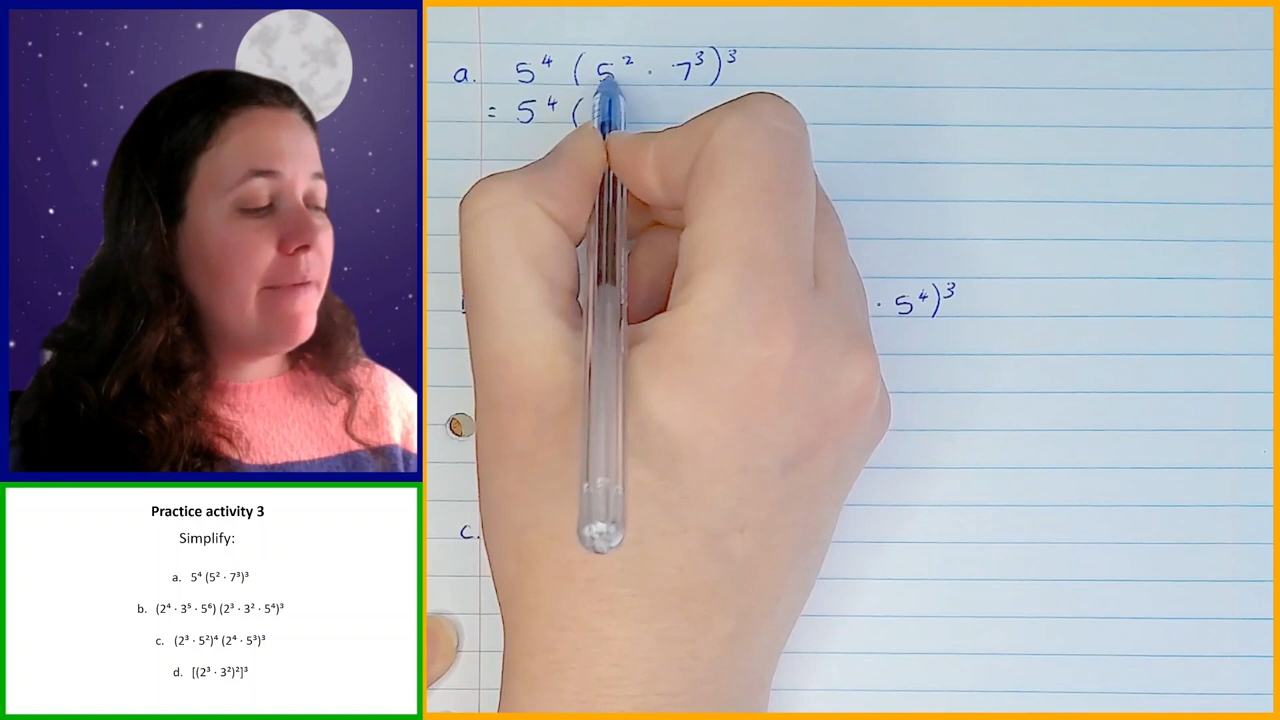 a. 5⁴ (5² · 7³)³
= 5⁴ (
· 5⁴)³
c.
Practice activity 3
Simplify:
a. 5⁴ (5² · 7³)³
b. (2⁴ · 3⁵ · 5⁶) (2³ · 3² · 5⁴)³
c. (2³ · 5²)⁴ (2⁴ · 5³)³
d. [(2³ · 3²)²]³